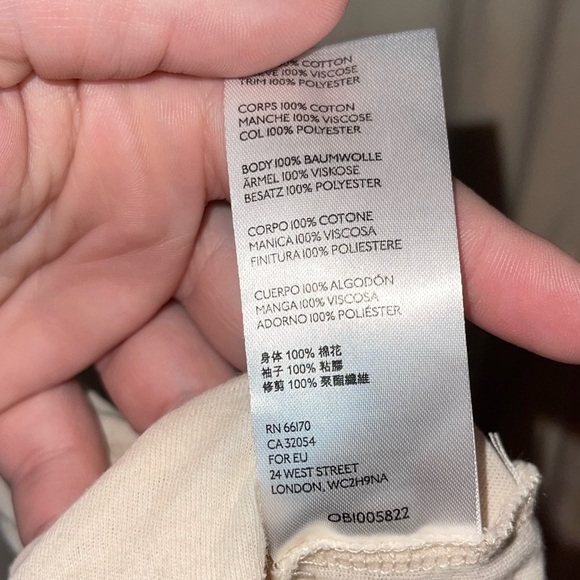 COTTON
100% VISCOSE
TRIM 100% POLYESTER
CORPS 100% COTON
MANCHE 100% VISCOSE
COL 100% POLYESTER
BODY 100% BAUMWOLLE
ÄRMEL 100% VISKOSE
BESATZ 100% POLYESTER
CORPO 100% COTONE
MANICA 100% VISCOSA
FINITURA 100% POLIESTERE
CUERPO 100% ALGODÓN
MANGA 100% VISCOSA
ADORNO 100% POLIÉSTER
身体 100% 棉花
袖子 100% 粘膠
修剪 100% 聚酯纖維
RN 66170
CA 32054
FOR EU
24 WEST STREET
LONDON, WC2H9NA
OB1005822